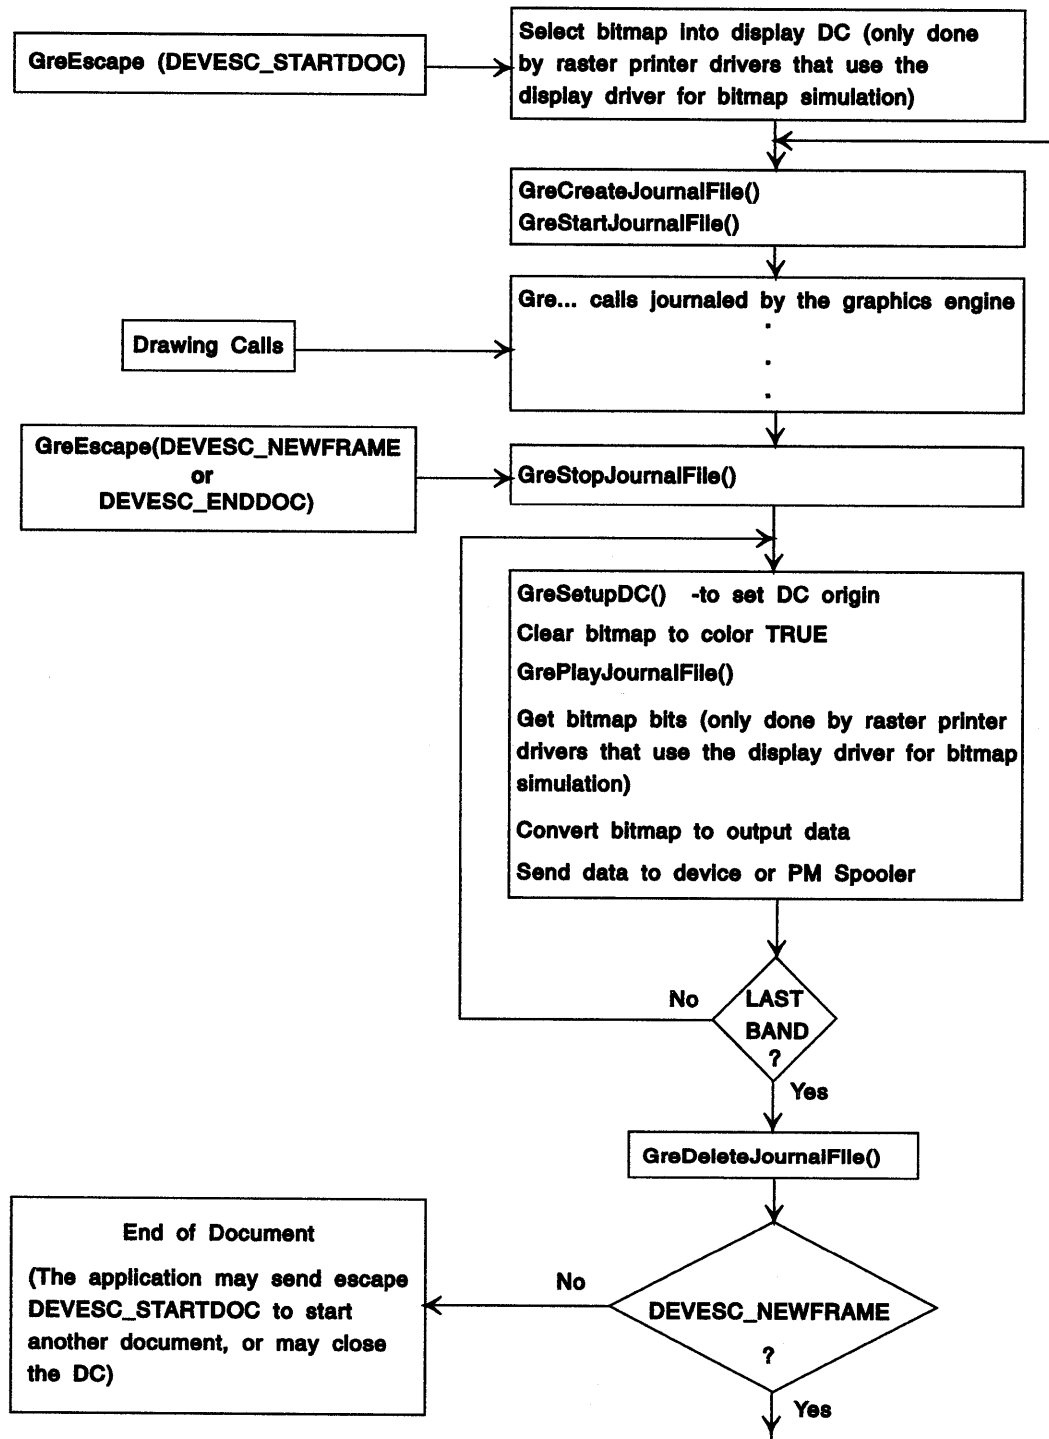 GreEscape (DEVESC_STARTDOC)
Select bitmap into display DC (only done
by raster printer drivers that use the
display driver for bitmap simulation)
GreCreateJournalFile()
GreStartJournalFile()
Gre... calls journaled by the graphics engine
.
.
.
Drawing Calls
GreEscape(DEVESC_NEWFRAME
or
DEVESC_ENDDOC)
GreStopJournalFile()
GreSetupDC() -to set DC origin
Clear bitmap to color TRUE
GrePlayJournalFile()
Get bitmap bits (only done by raster printer
drivers that use the display driver for bitmap
simulation)
Convert bitmap to output data
Send data to device or PM Spooler
No
LAST
BAND
?
Yes
GreDeleteJournalFile()
End of Document
(The application may send escape
DEVESC_STARTDOC to start
another document, or may close
the DC)
No
DEVESC_NEWFRAME
?
Yes